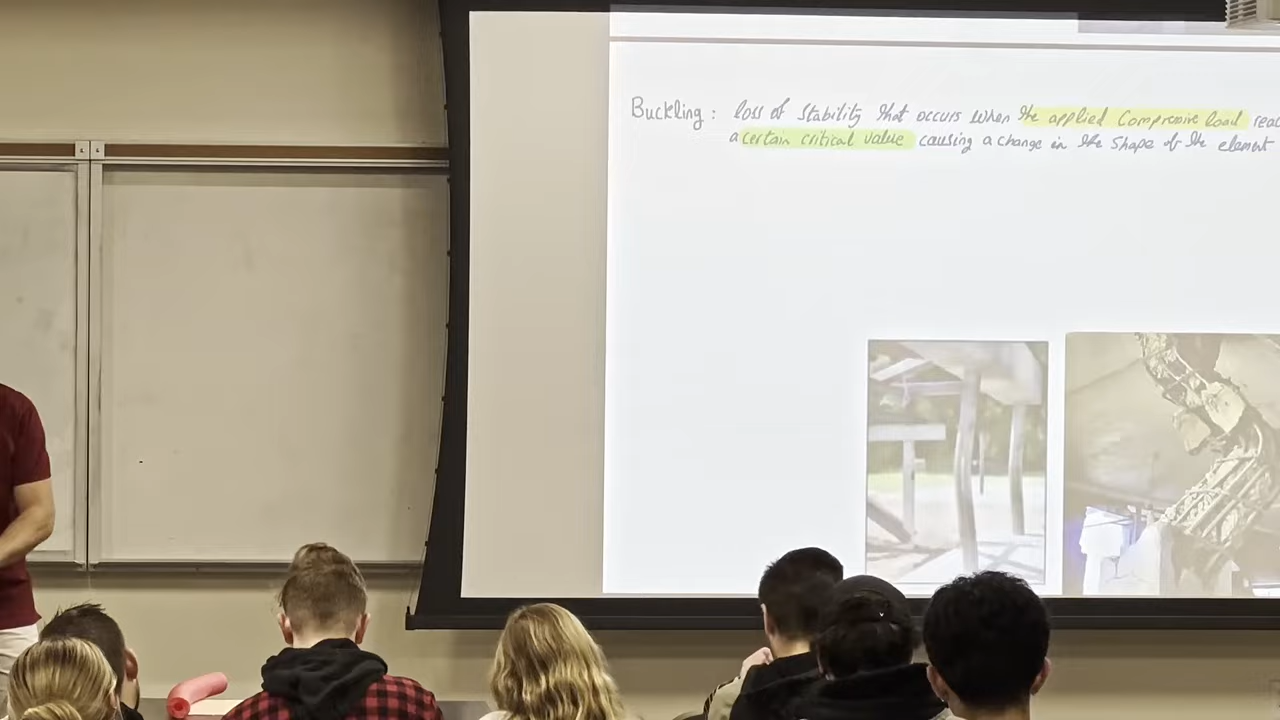 Buckling : loss of stability that occurs when the applied Compressive load reac
a certain critical value causing a change in the shape of the element